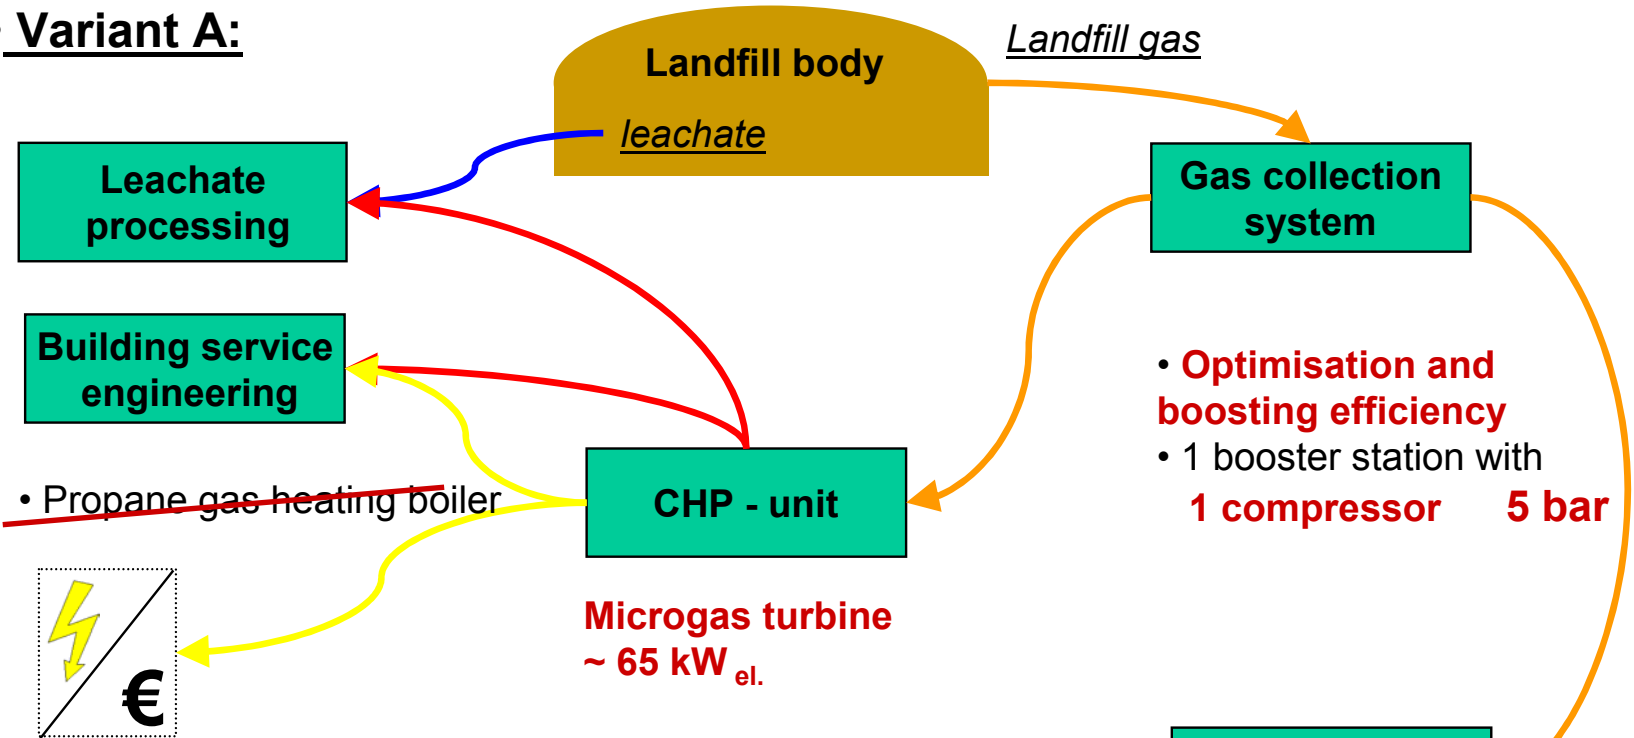 Variant A:
Landfill body
Landfill gas
leachate
Leachate
processing
Gas collection
system
Building service
engineering
• Optimisation and
boosting efficiency
• 1 booster station with
1 compressor 5 bar
• Propane gas heating boiler
CHP - unit
Microgas turbine
~ 65 kW el.
€